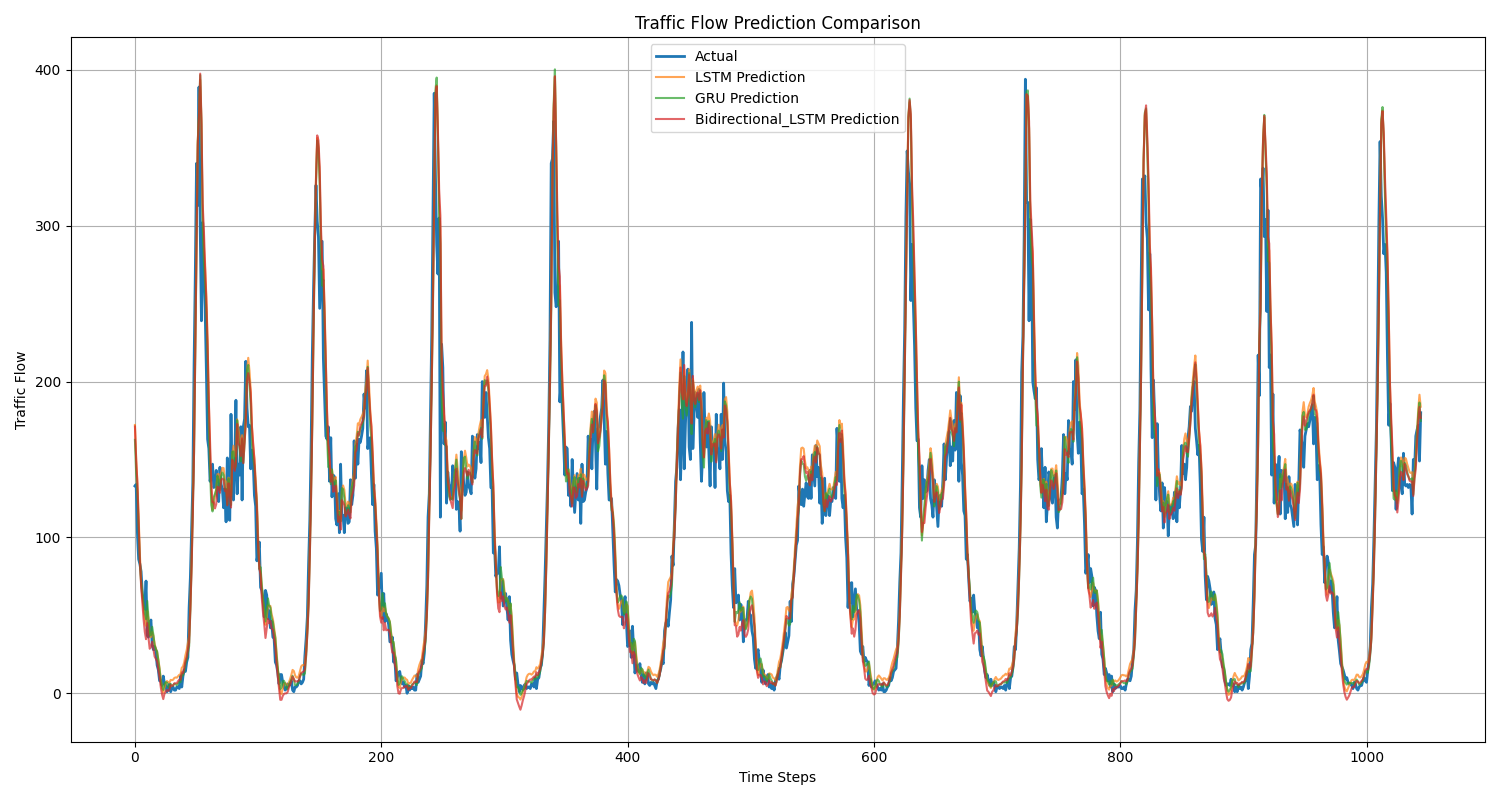 Traffic Flow Prediction Comparison
Actual
LSTM Prediction
GRU Prediction
Bidirectional_LSTM Prediction
400
300
200
100
0
Traffic Flow
0 200 400 600 800 1000
Time Steps